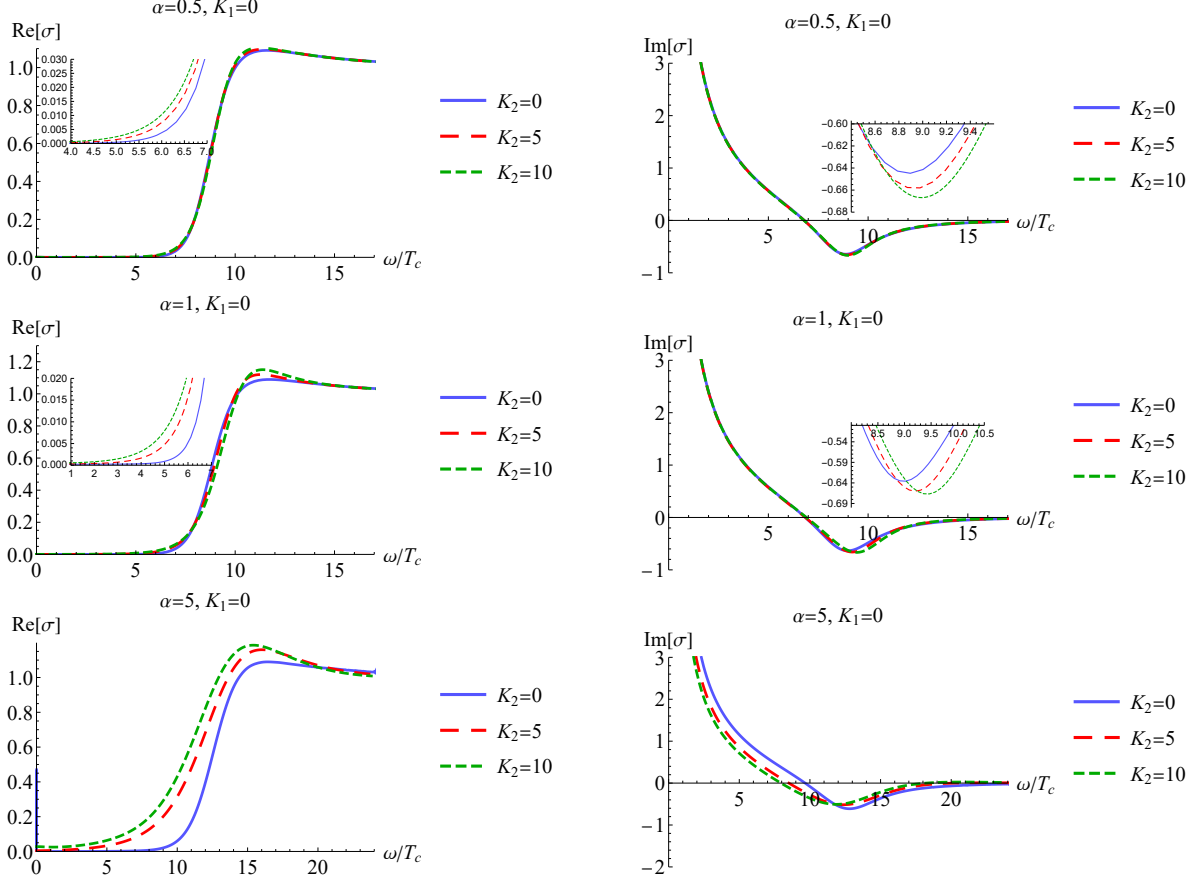 α=0.5, K₁=0
Re[σ]
1.0
0.8
0.6
0.4
0.2
0.0
0 5 10 15
ω/T_c
0.030
0.025
0.020
0.015
0.010
0.005
0.000
4.0 4.5 5.0 5.5 6.0 6.5 7.0
K₂=0
K₂=5
K₂=10
α=0.5, K₁=0
Im[σ]
3
2
1
0
−1
5 10 15
ω/T_c
8.6 8.8 9.0 9.2 9.4
−0.60
−0.62
−0.64
−0.66
−0.68
K₂=0
K₂=5
K₂=10
α=1, K₁=0
Re[σ]
1.2
1.0
0.8
0.6
0.4
0.2
0.0
0 5 10 15
ω/T_c
0.020
0.015
0.010
0.005
0.000
1 2 3 4 5 6 7
K₂=0
K₂=5
K₂=10
α=1, K₁=0
Im[σ]
3
2
1
0
−1
5 10 15
ω/T_c
8.5 9.0 9.5 10.0 10.5
−0.54
−0.59
−0.64
−0.69
K₂=0
K₂=5
K₂=10
α=5, K₁=0
Re[σ]
1.0
0.8
0.6
0.4
0.2
0.0
0 5 10 15 20
ω/T_c
K₂=0
K₂=5
K₂=10
α=5, K₁=0
Im[σ]
3
2
1
0
−1
−2
5 10 15 20
ω/T_c
K₂=0
K₂=5
K₂=10